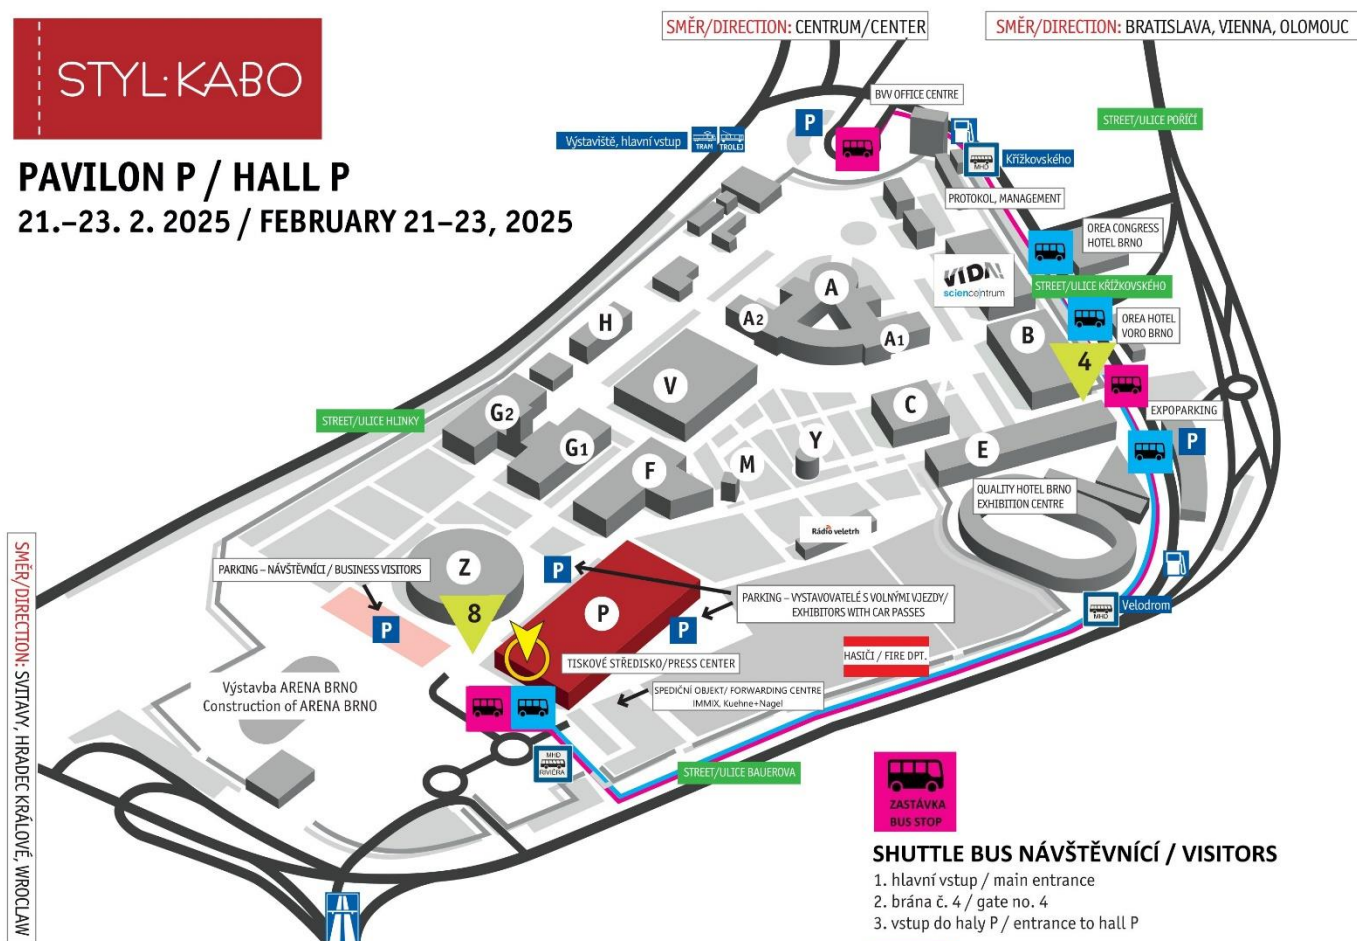 SMĚR/DIRECTION: CENTRUM/CENTER
SMĚR/DIRECTION: BRATISLAVA, VIENNA, OLOMOUC
STYL·KABO
PAVILON P / HALL P
21.–23. 2. 2025 / FEBRUARY 21–23, 2025
BVV OFFICE CENTRE
STREET/ULICE POŘÍČÍ
P
Výstaviště, hlavní vstup
TRAM
TROLEJ
MHD
Křížkovského
PROTOKOL, MANAGEMENT
OREA CONGRESS
HOTEL BRNO
VIDA!
sciencentrum
STREET/ULICE KŘÍŽKOVSKÉHO
OREA HOTEL
VORO BRNO
A
A2
A1
H
B
4
V
C
G2
G1
STREET/ULICE HLINKY
EXPOPARKING
P
Y
E
F
M
QUALITY HOTEL BRNO
EXHIBITION CENTRE
Rádio veletrh
SMĚR/DIRECTION: SVITAVY, HRADEC KRÁLOVÉ, WROCLAW
PARKING – NÁVŠTĚVNÍCI / BUSINESS VISITORS
Z
P
PARKING – VYSTAVOVATELÉ S VOLNÝMI VJEZDY/
EXHIBITORS WITH CAR PASSES
MHD
Velodrom
8
P
P
P
HASIČI / FIRE DPT.
TISKOVÉ STŘEDISKO/PRESS CENTER
Výstavba ARENA BRNO
Construction of ARENA BRNO
SPEDIČNÍ OBJEKT/ FORWARDING CENTRE
IMMIX, Kuehne+Nagel
MHD
RIVIÉRA
STREET/ULICE BAUEROVA
ZASTÁVKA
BUS STOP
SHUTTLE BUS NÁVŠTĚVNÍCÍ / VISITORS
1. hlavní vstup / main entrance
2. brána č. 4 / gate no. 4
3. vstup do haly P / entrance to hall P